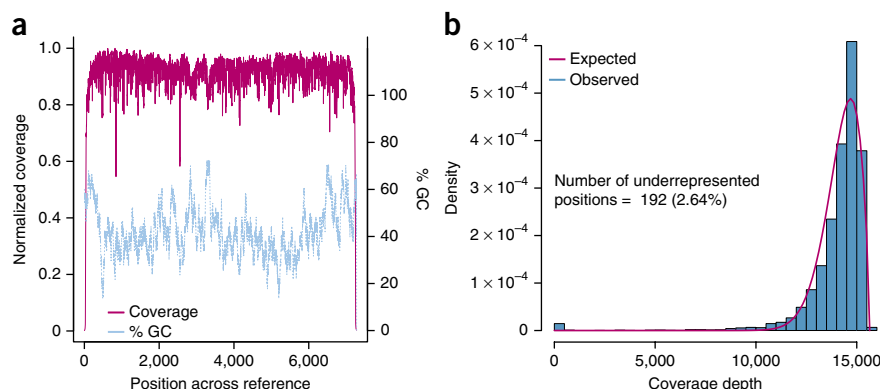 a
1.0
0.8
0.6
0.4
0.2
0
Normalized coverage
100
80
60
40
20
0
% GC
Coverage
% GC
0
2,000
4,000
6,000
Position across reference
b
6 × 10⁻⁴
5 × 10⁻⁴
4 × 10⁻⁴
3 × 10⁻⁴
2 × 10⁻⁴
1 × 10⁻⁴
0
Density
Expected
Observed
Number of underrepresented
positions = 192 (2.64%)
0
5,000
10,000
15,000
Coverage depth